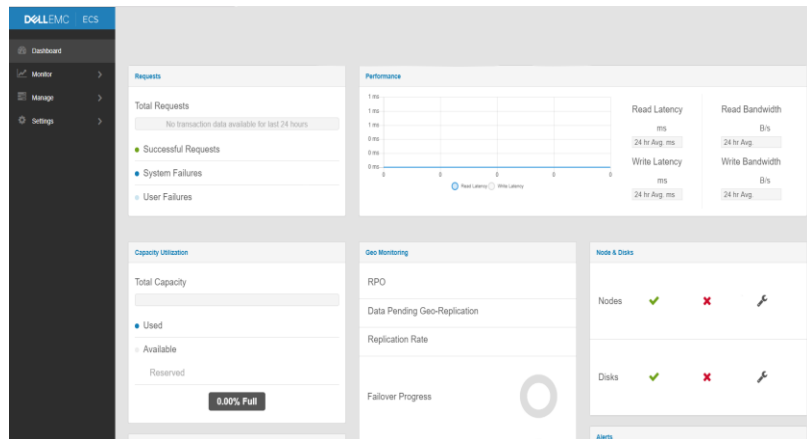 DELLEMC ECS
Dashboard
Monitor
Manage
Settings
Requests
Total Requests
No transaction data available for last 24 hours
Successful Requests
System Failures
User Failures
Performance
1 ms
1 ms
1 ms
0 ms
0 ms
0 ms
0 0 0 0 0
Read Latency Write Latency
Read Latency Read Bandwidth
ms B/s
24 hr Avg. ms 24 hr Avg.
Write Latency Write Bandwidth
ms B/s
24 hr Avg. ms 24 hr Avg.
Capacity Utilization
Total Capacity
Used
Available
Reserved
0.00% Full
Geo Monitoring
RPO
Data Pending Geo-Replication
Replication Rate
Failover Progress
Node & Disks
Nodes
Disks
Alerts